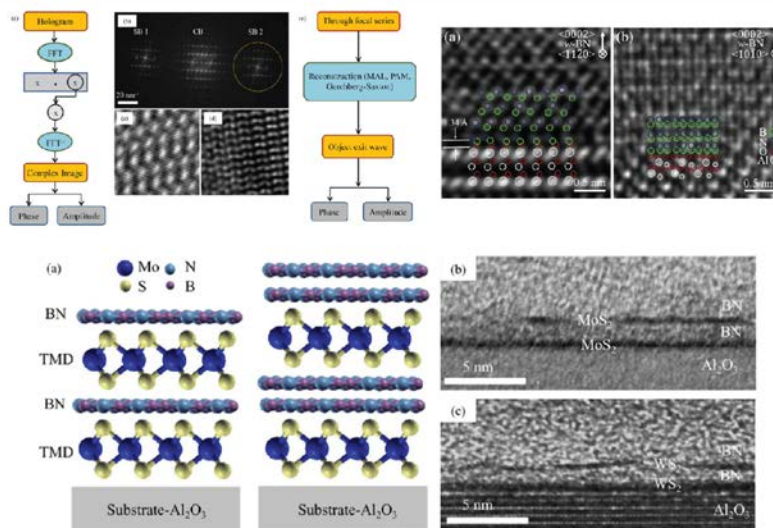 Hologram
FFT
x
x
x
FFT
Complex Image
Phase
Amplitude
SB 1
CB
SB 2
20 nm
(d)
Through focal series
Reconstruction (MAL, PAM,
Gerchberg-Saxton)
Object exit wave
Phase
Amplitude
(a)
<0002>
w-BN
<1120>
0.5 nm
(b)
<0002>
w-BN
<1010>
B
N
O
Al
0.5 nm
(a)
Mo
N
S
B
BN
TMD
BN
TMD
Substrate-Al₂O₃
Substrate-Al₂O₃
(b)
BN
MoS₂
BN
MoS₂
Al₂O₃
5 nm
(c)
BN
WS₂
BN
WS₂
Al₂O₃
5 nm